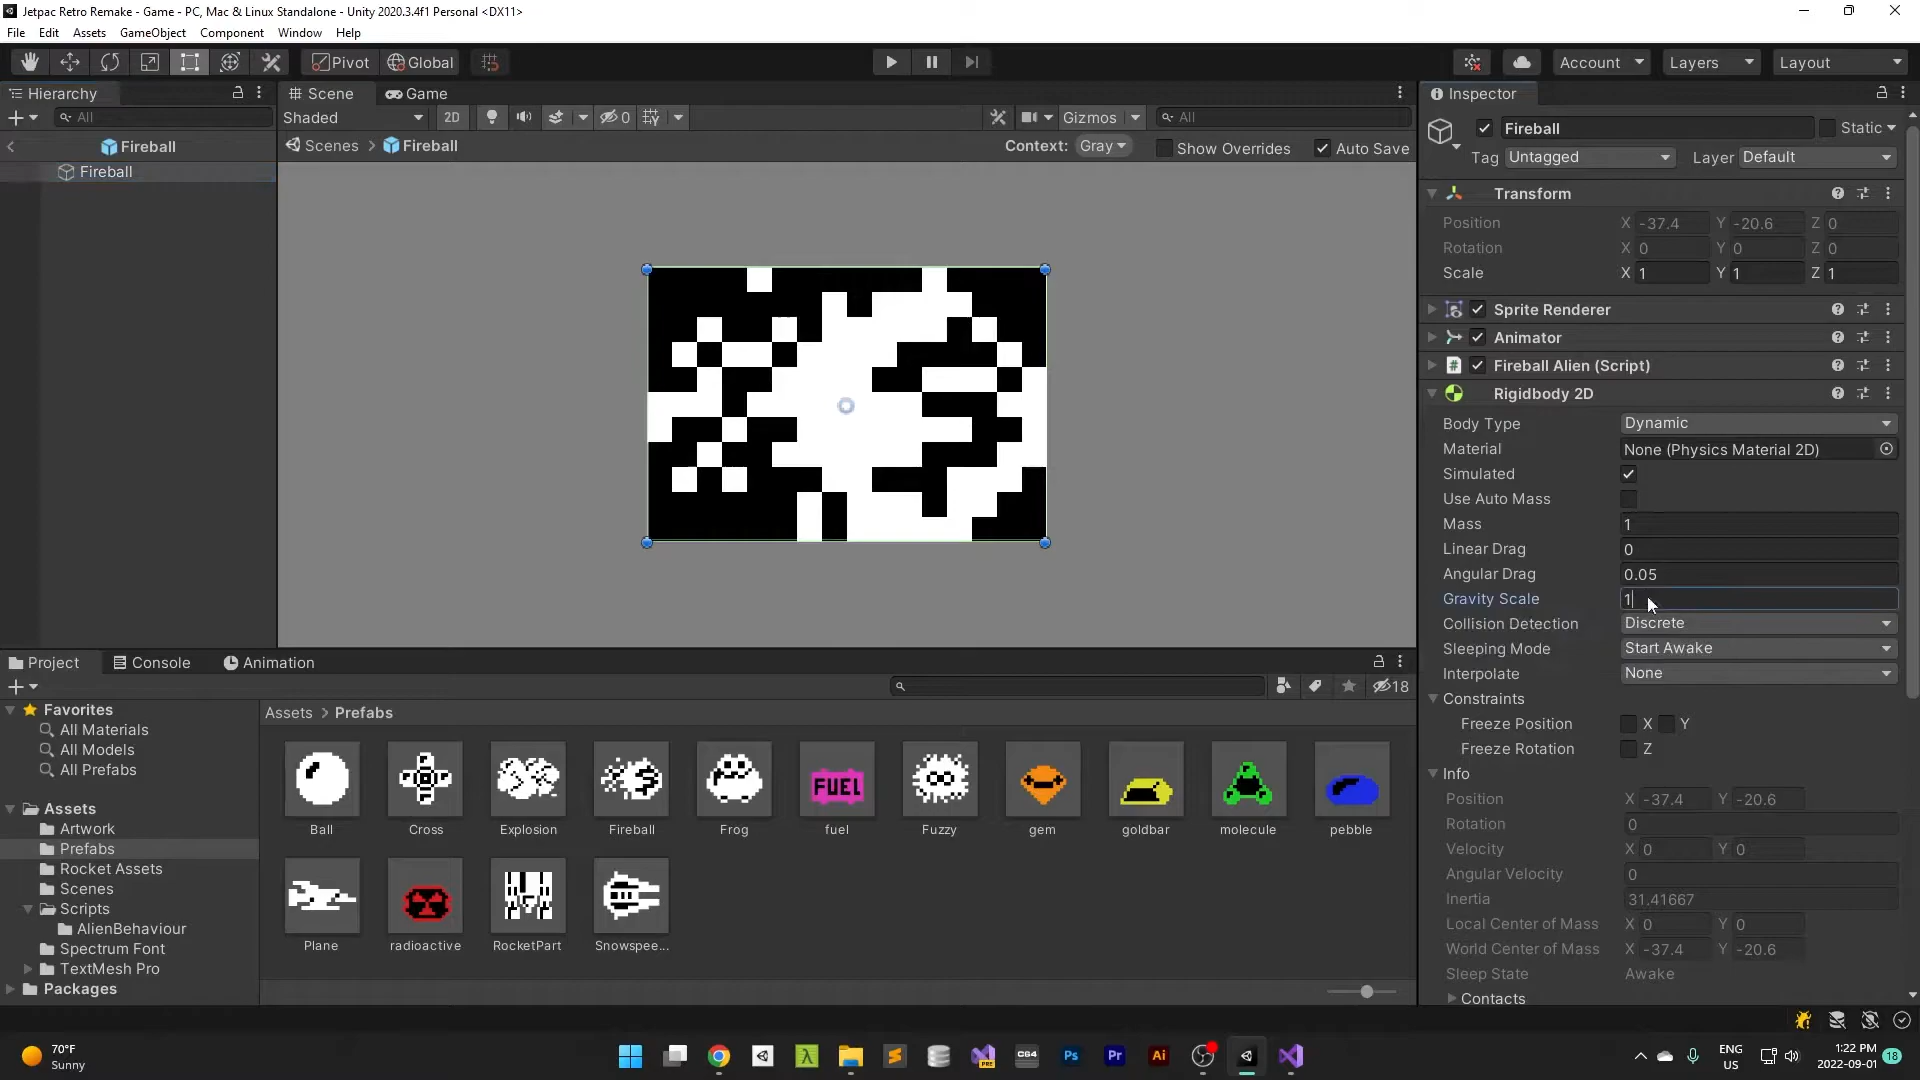 Jetpac Retro Remake - Game - PC, Mac & Linux Standalone - Unity 2020.3.4f1 Personal <DX11>
File Edit Assets GameObject Component Window Help
Pivot Global Account Layers Layout
Hierarchy Scene Game Inspector
All Shaded 2D 0 Gizmos All
Fireball Scenes > Fireball Context: Gray Show Overrides Auto Save
Fireball
Fireball Static
Tag Untagged Layer Default
Transform
Position X -37.4 Y -20.6 Z 0
Rotation X 0 Y 0 Z 0
Scale X 1 Y 1 Z 1
Sprite Renderer
Animator
Fireball Alien (Script)
Rigidbody 2D
Body Type Dynamic
Material None (Physics Material 2D)
Simulated
Use Auto Mass
Mass 1
Linear Drag 0
Angular Drag 0.05
Gravity Scale 1
Collision Detection Discrete
Sleeping Mode Start Awake
Interpolate None
Constraints
Freeze Position X Y
Freeze Rotation Z
Info
Position X -37.4 Y -20.6
Rotation 0
Velocity X 0 Y 0
Angular Velocity 0
Inertia 31.41667
Local Center of Mass X 0 Y 0
World Center of Mass X -37.4 Y -20.6
Sleep State Awake
Contacts
Project Console Animation
18
Favorites
All Materials
All Models
All Prefabs
Assets
Artwork
Prefabs
Rocket Assets
Scenes
Scripts
AlienBehaviour
Spectrum Font
TextMesh Pro
Packages
Assets > Prefabs
FUEL
Ball Cross Explosion Fireball Frog fuel Fuzzy gem goldbar molecule pebble
Plane radioactive RocketPart Snowspee...
70°F
Sunny
C64
Ps Pr Ai
PRE
ENG
US
1:22 PM
2022-09-01
18